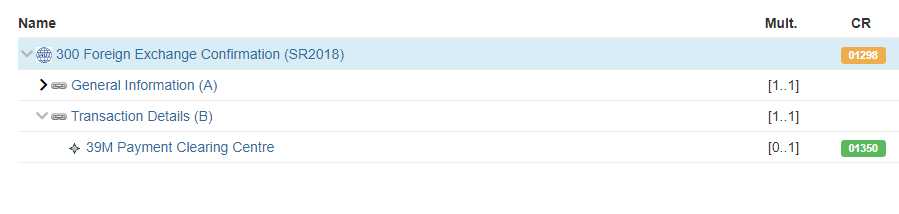 Name Mult. CR
300 Foreign Exchange Confirmation (SR2018) 01298
General Information (A) [1..1]
Transaction Details (B) [1..1]
39M Payment Clearing Centre [0..1] 01350